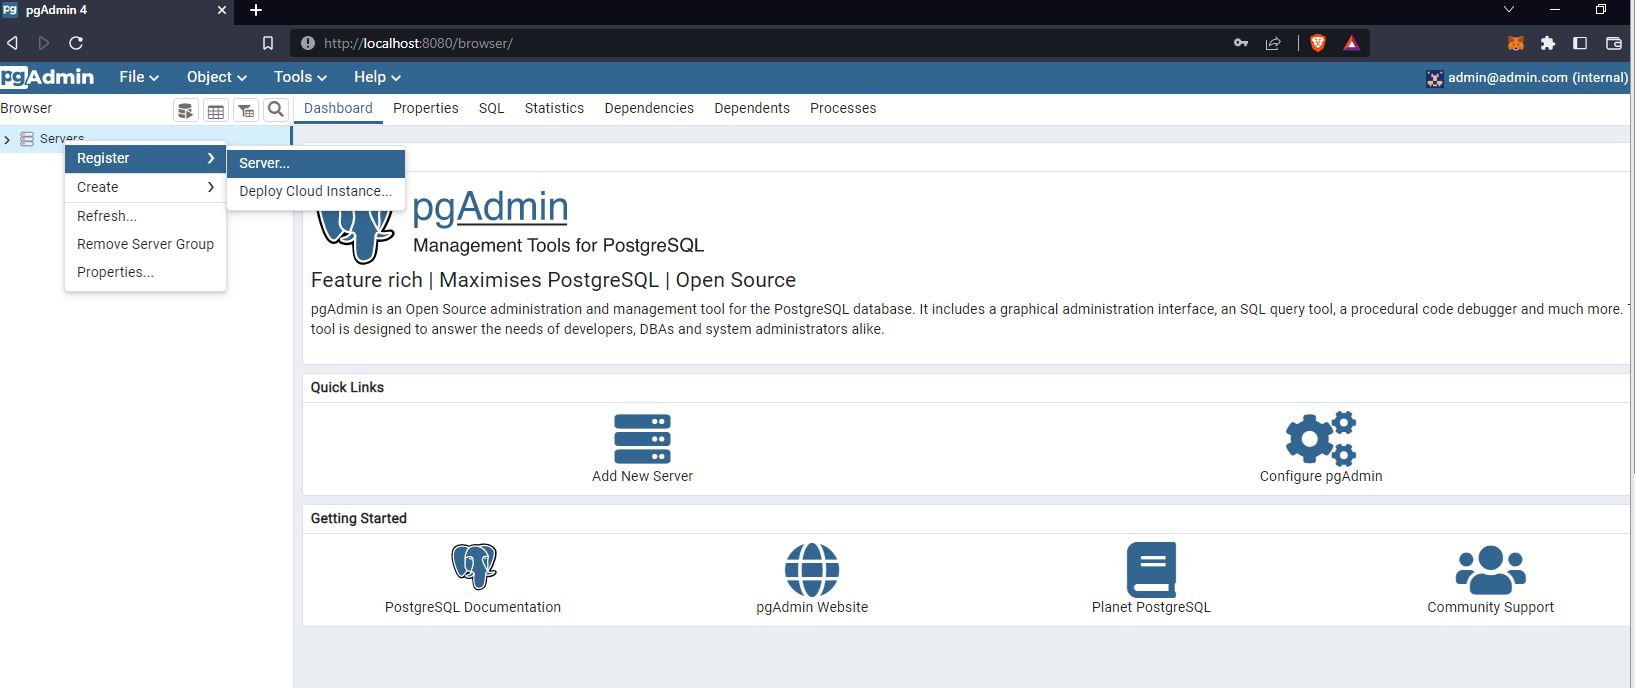 pgAdmin 4
http://localhost:8080/browser/
pgAdmin File Object Tools Help admin@admin.com (internal)
Browser Dashboard Properties SQL Statistics Dependencies Dependents Processes
Servers
Register
Create
Refresh...
Remove Server Group
Properties...
Server...
Deploy Cloud Instance...
pgAdmin
Management Tools for PostgreSQL
Feature rich | Maximises PostgreSQL | Open Source
pgAdmin is an Open Source administration and management tool for the PostgreSQL database. It includes a graphical administration interface, an SQL query tool, a procedural code debugger and much more.
tool is designed to answer the needs of developers, DBAs and system administrators alike.
Quick Links
Add New Server Configure pgAdmin
Getting Started
PostgreSQL Documentation pgAdmin Website Planet PostgreSQL Community Support